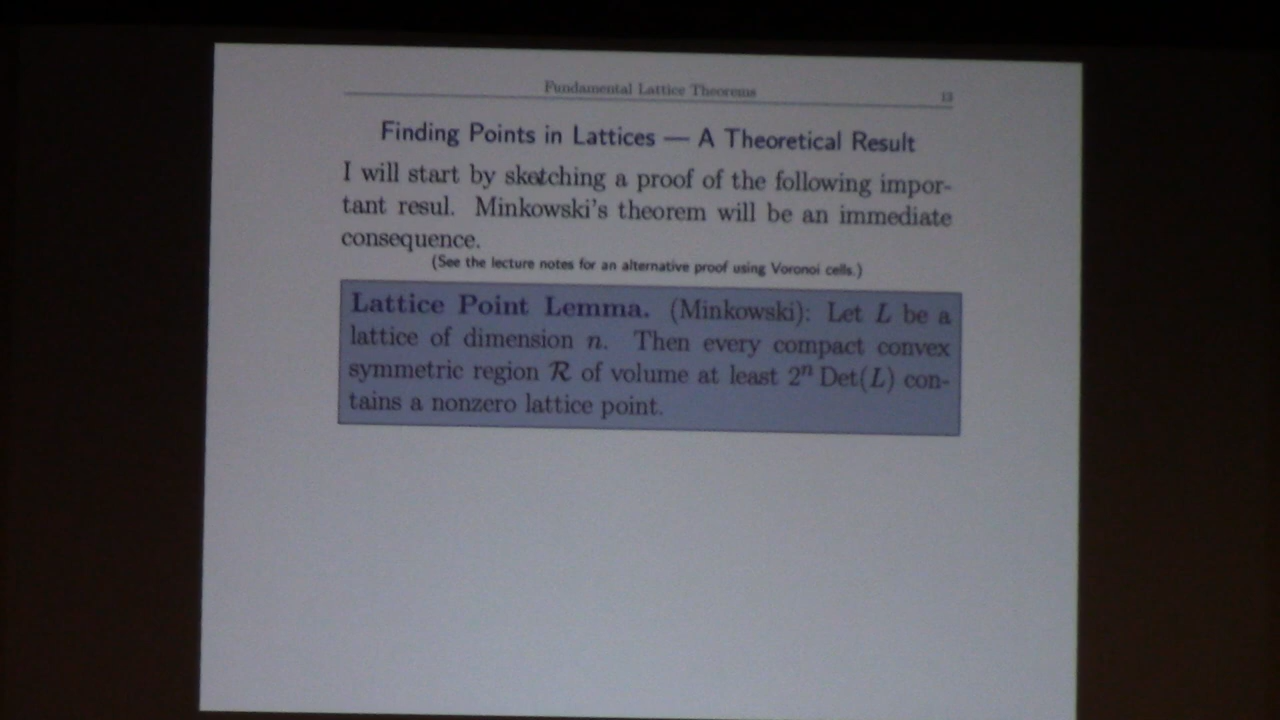 Fundamental Lattice Theorems 13
Finding Points in Lattices — A Theoretical Result
I will start by sketching a proof of the following impor-
tant resul. Minkowski's theorem will be an immediate
consequence.
(See the lecture notes for an alternative proof using Voronoi cells.)
Lattice Point Lemma. (Minkowski): Let L be a
lattice of dimension n. Then every compact convex
symmetric region R of volume at least 2ⁿ Det(L) con-
tains a nonzero lattice point.